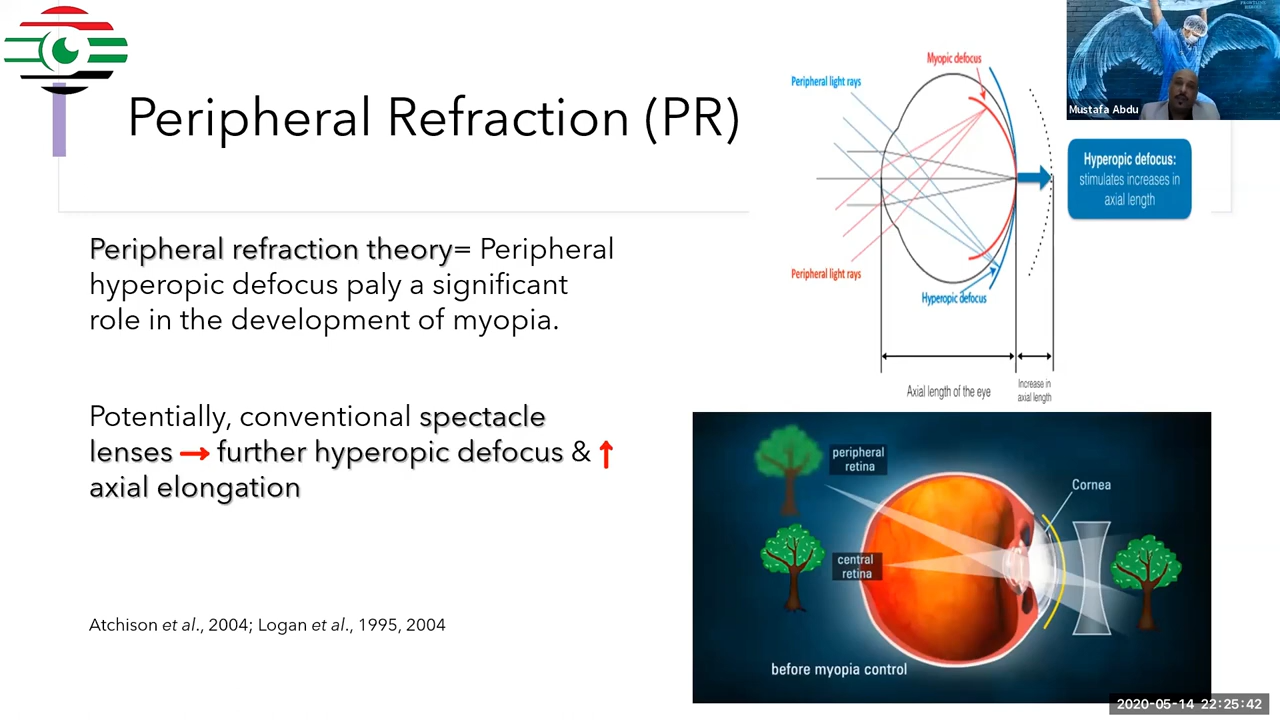 Peripheral Refraction (PR)
Peripheral refraction theory= Peripheral
hyperopic defocus paly a significant
role in the development of myopia.
Potentially, conventional spectacle
lenses → further hyperopic defocus & ↑
axial elongation
Atchison et al., 2004; Logan et al., 1995, 2004
Myopic defocus
Peripheral light rays
Peripheral light rays
Hyperopic defocus
Axial length of the eye
Increase in
axial length
Hyperopic defocus:
stimulates increases in
axial length
Mustafa Abdu
peripheral
retina
Cornea
central
retina
before myopia control
2020-05-14 22:25:42